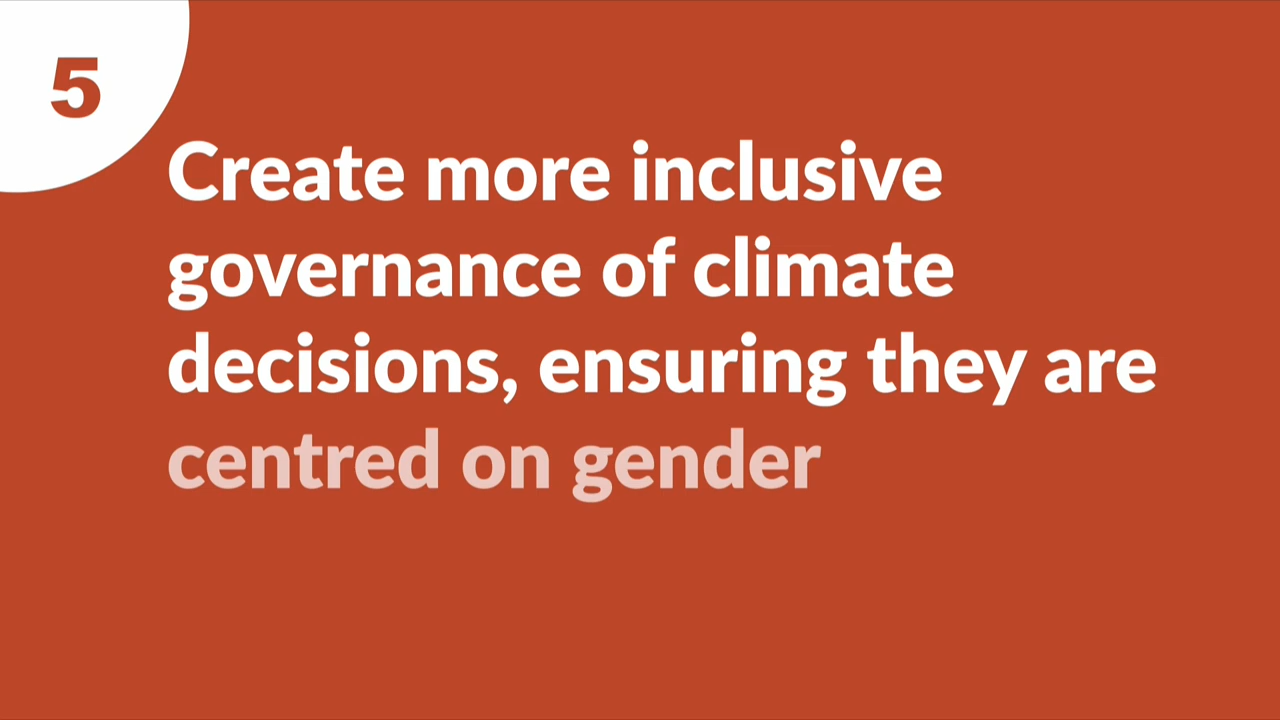 5
Create more inclusive
governance of climate
decisions, ensuring they are
centred on gender